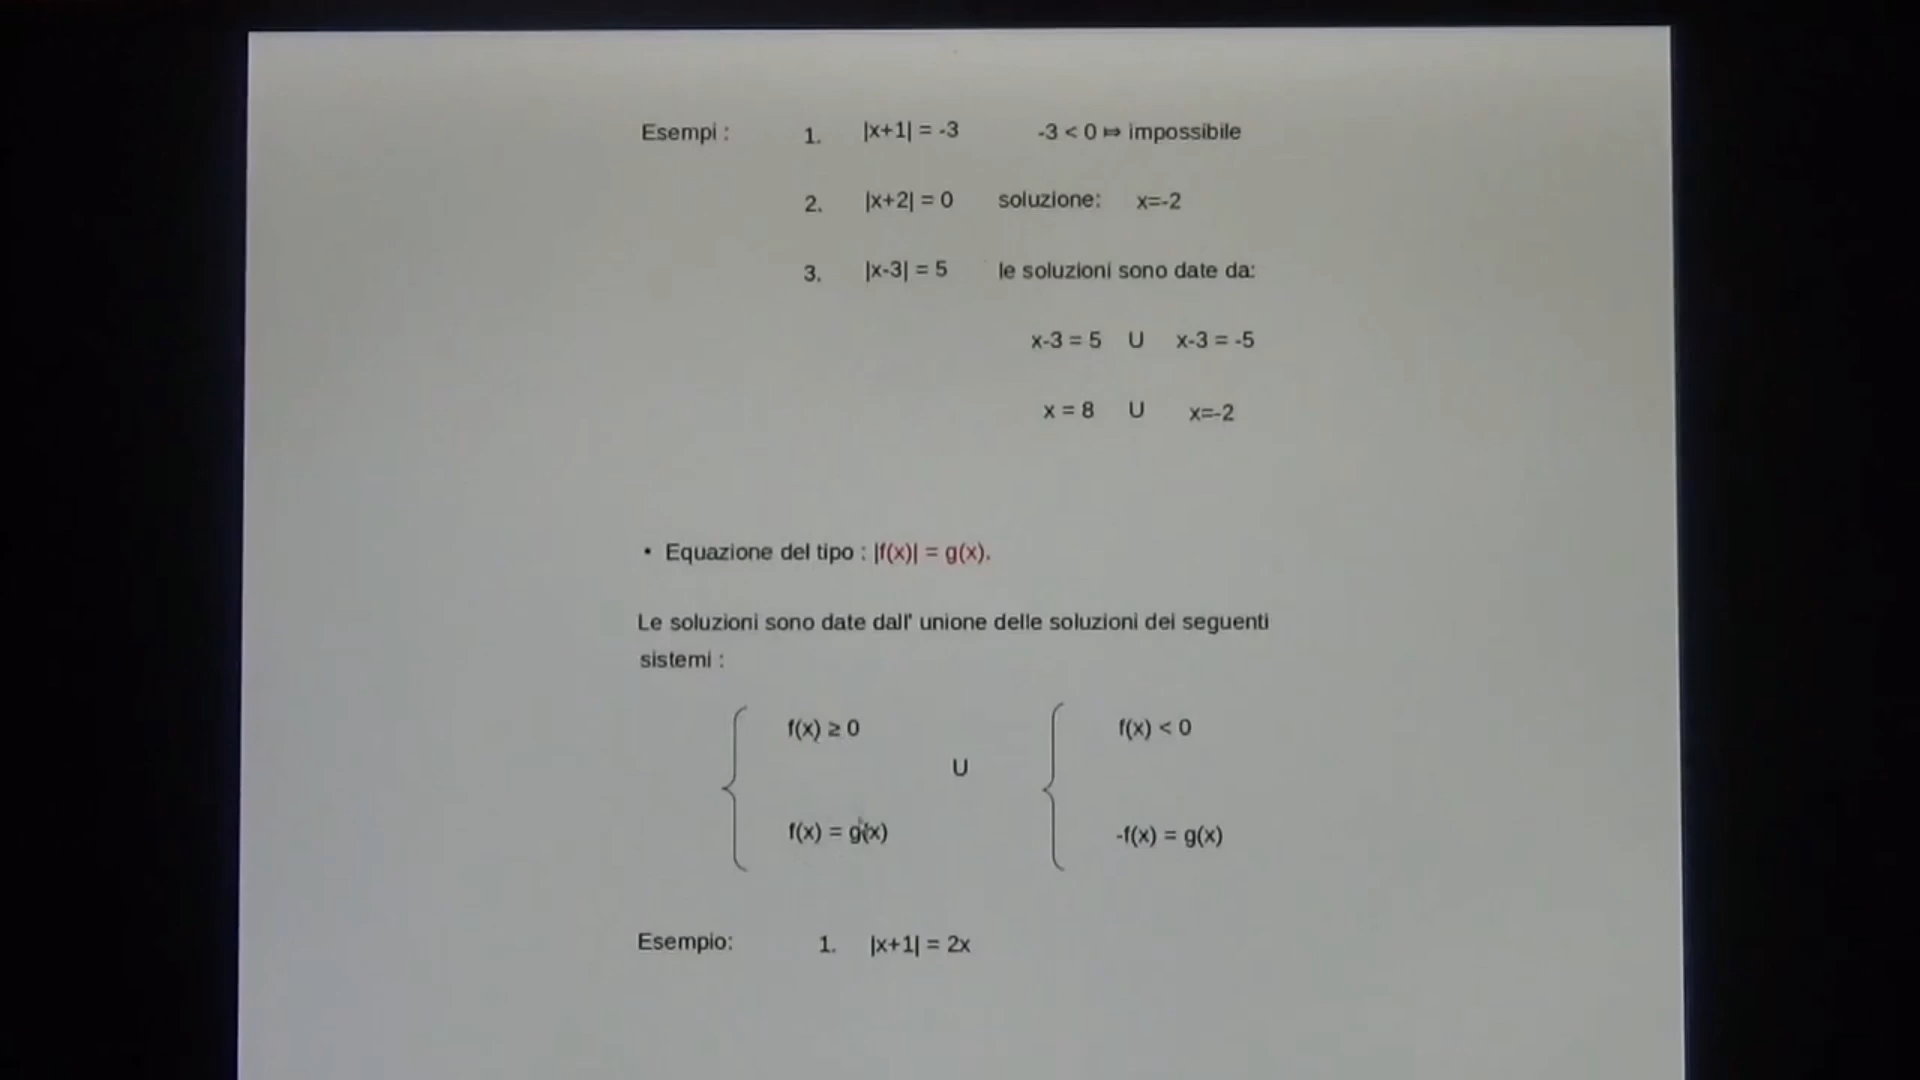 Esempi : 1. |x+1| = -3 -3 < 0 ⤇ impossibile
2. |x+2| = 0 soluzione: x=-2
3. |x-3| = 5 le soluzioni sono date da:
x-3 = 5 U x-3 = -5
x = 8 U x=-2
• Equazione del tipo : |f(x)| = g(x).
Le soluzioni sono date dall' unione delle soluzioni dei seguenti
sistemi :
f(x) ≥ 0 f(x) < 0
U
f(x) = g(x) -f(x) = g(x)
Esempio: 1. |x+1| = 2x